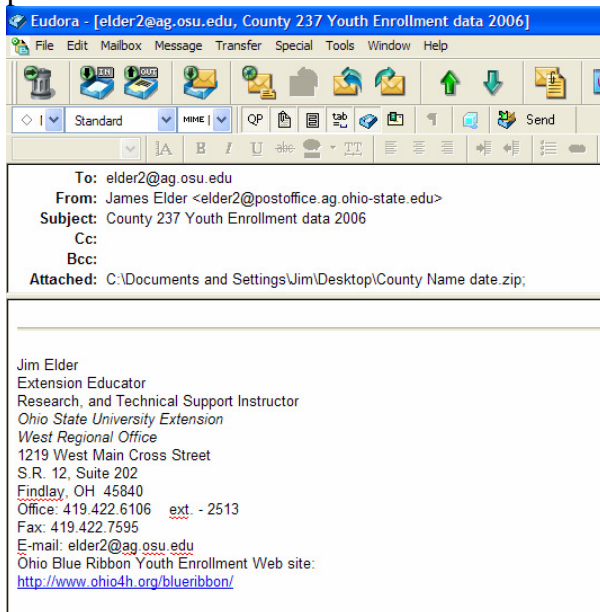 Eudora - [elder2@ag.osu.edu, County 237 Youth Enrollment data 2006]
File Edit Mailbox Message Transfer Special Tools Window Help
IN OUT
Standard MIME QP tab Send
A B I U abc TT
To: elder2@ag.osu.edu
From: James Elder <elder2@postoffice.ag.ohio-state.edu>
Subject: County 237 Youth Enrollment data 2006
Cc:
Bcc:
Attached: C:\Documents and Settings\Jim\Desktop\County Name date.zip;
Jim Elder
Extension Educator
Research, and Technical Support Instructor
Ohio State University Extension
West Regional Office
1219 West Main Cross Street
S.R. 12, Suite 202
Findlay, OH 45840
Office: 419.422.6106 ext. - 2513
Fax: 419.422.7595
E-mail: elder2@ag.osu.edu
Ohio Blue Ribbon Youth Enrollment Web site:
http://www.ohio4h.org/blueribbon/